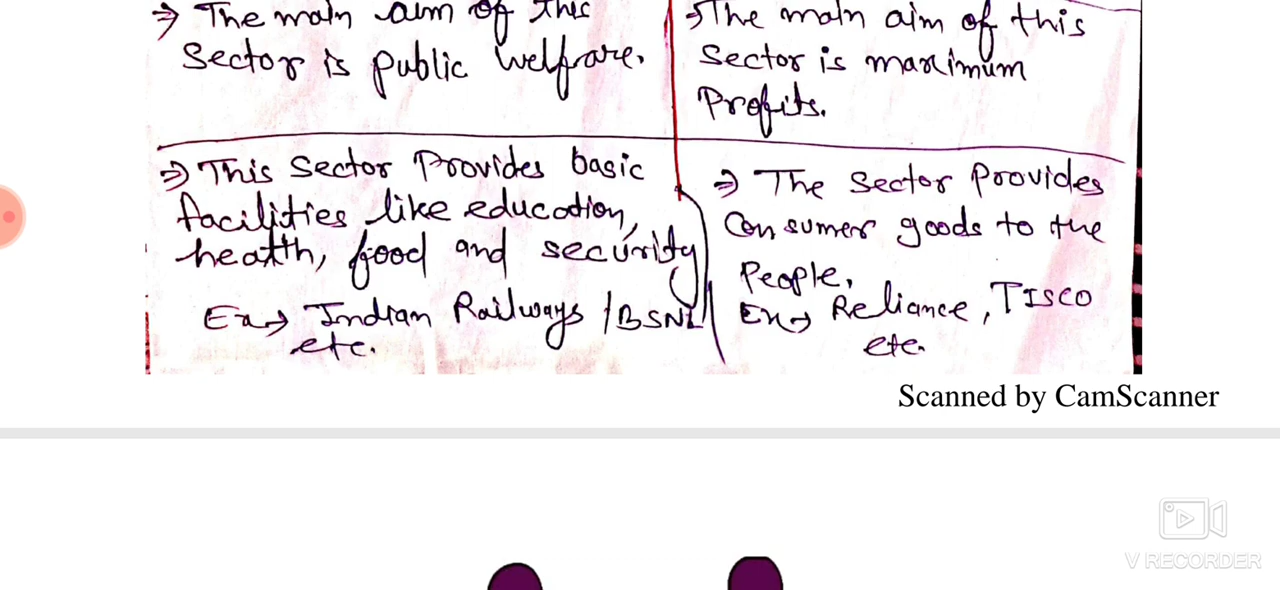 ⇒ The main aim of this
Sector is public Welfrare.
⇒ This Sector Provides basic
facilities like education,
heatth, food and security
Ex→ Indian Railways /BSNL
etc.
⇒The main aim of this
Sector is maximum
Profits.
⇒ The Sector Provides
Consumer goods to the
People.
Ex→ Reliance, TISCO
etc.
Scanned by CamScanner
V RECORDER